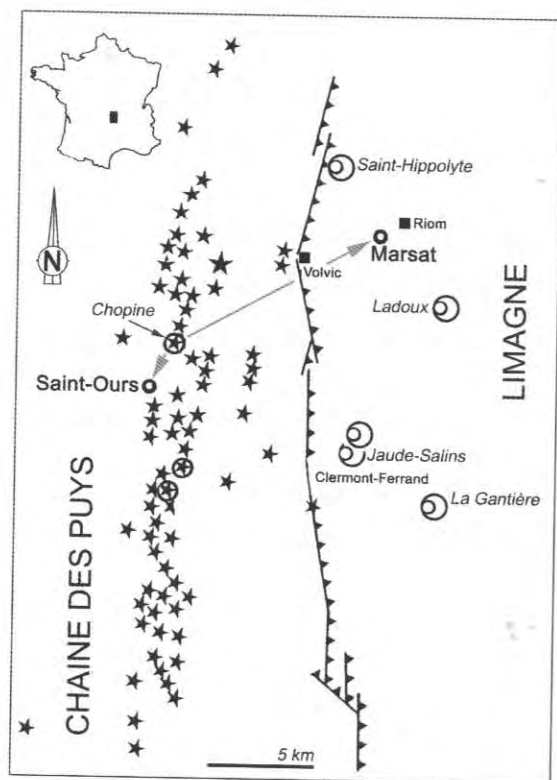 N
Saint-Hippolyte
Riom
Marsat
Volvic
Chopine
Ladoux
Saint-Ours
Jaude-Salins
Clermont-Ferrand
La Gantière
CHAINE DES PUYS
LIMAGNE
5 km